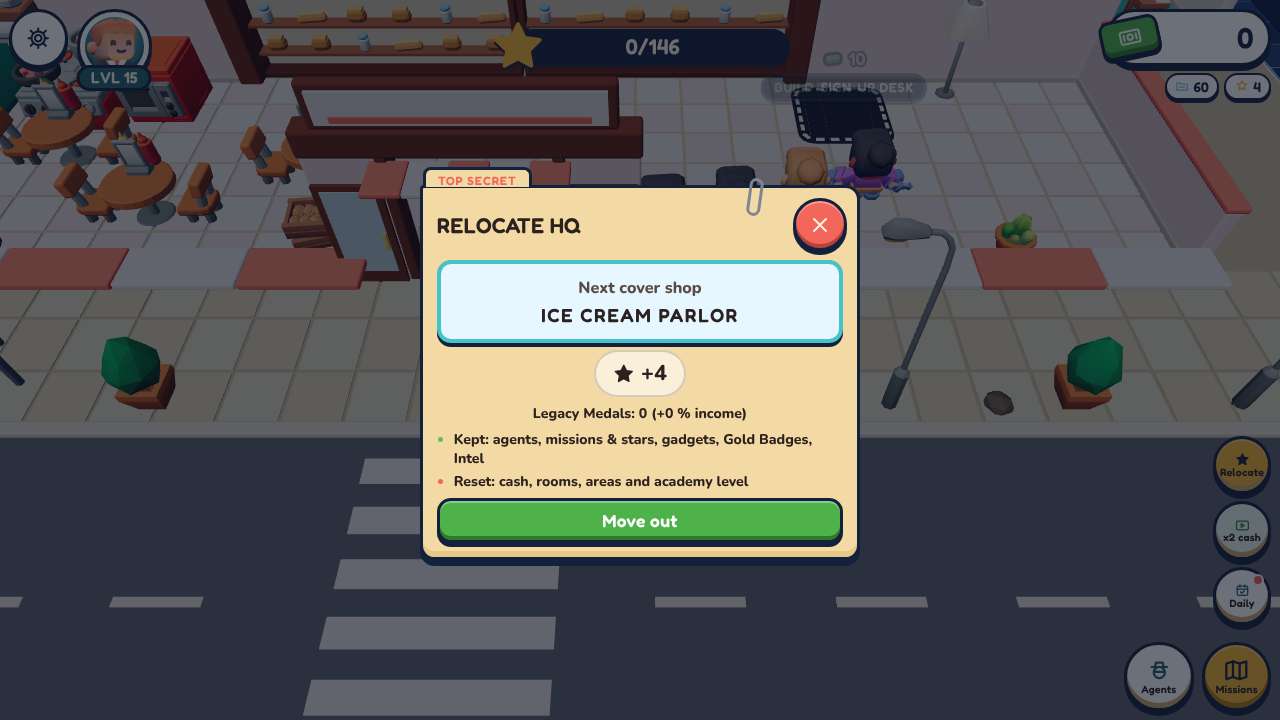 0/146
0
LVL 15
10
BUILD SIGN-UP DESK
60
4
TOP SECRET
RELOCATE HQ
Next cover shop
ICE CREAM PARLOR
+4
Legacy Medals: 0 (+0 % income)
Kept: agents, missions & stars, gadgets, Gold Badges,
Intel
Reset: cash, rooms, areas and academy level
Move out
Relocate
x2 cash
Daily
Agents
Missions